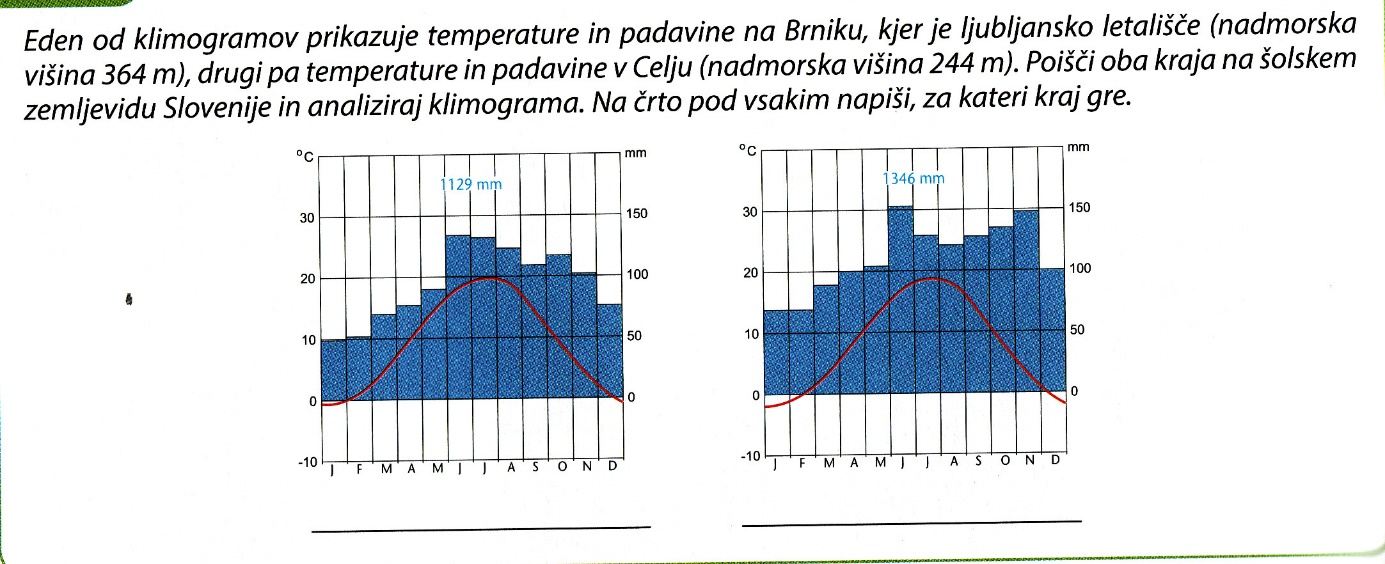 Eden od klimogramov prikazuje temperature in padavine na Brniku, kjer je ljubljansko letališče (nadmorska
višina 364 m), drugi pa temperature in padavine v Celju (nadmorska višina 244 m). Poišči oba kraja na šolskem
zemljevidu Slovenije in analiziraj klimograma. Na črto pod vsakim napiši, za kateri kraj gre.
°C mm
1129 mm
30 150
20 100
10 50
0 0
-10
J F M A M J J A S O N D
°C mm
1346 mm
30 150
20 100
10 50
0 0
-10
J F M A M J J A S O N D